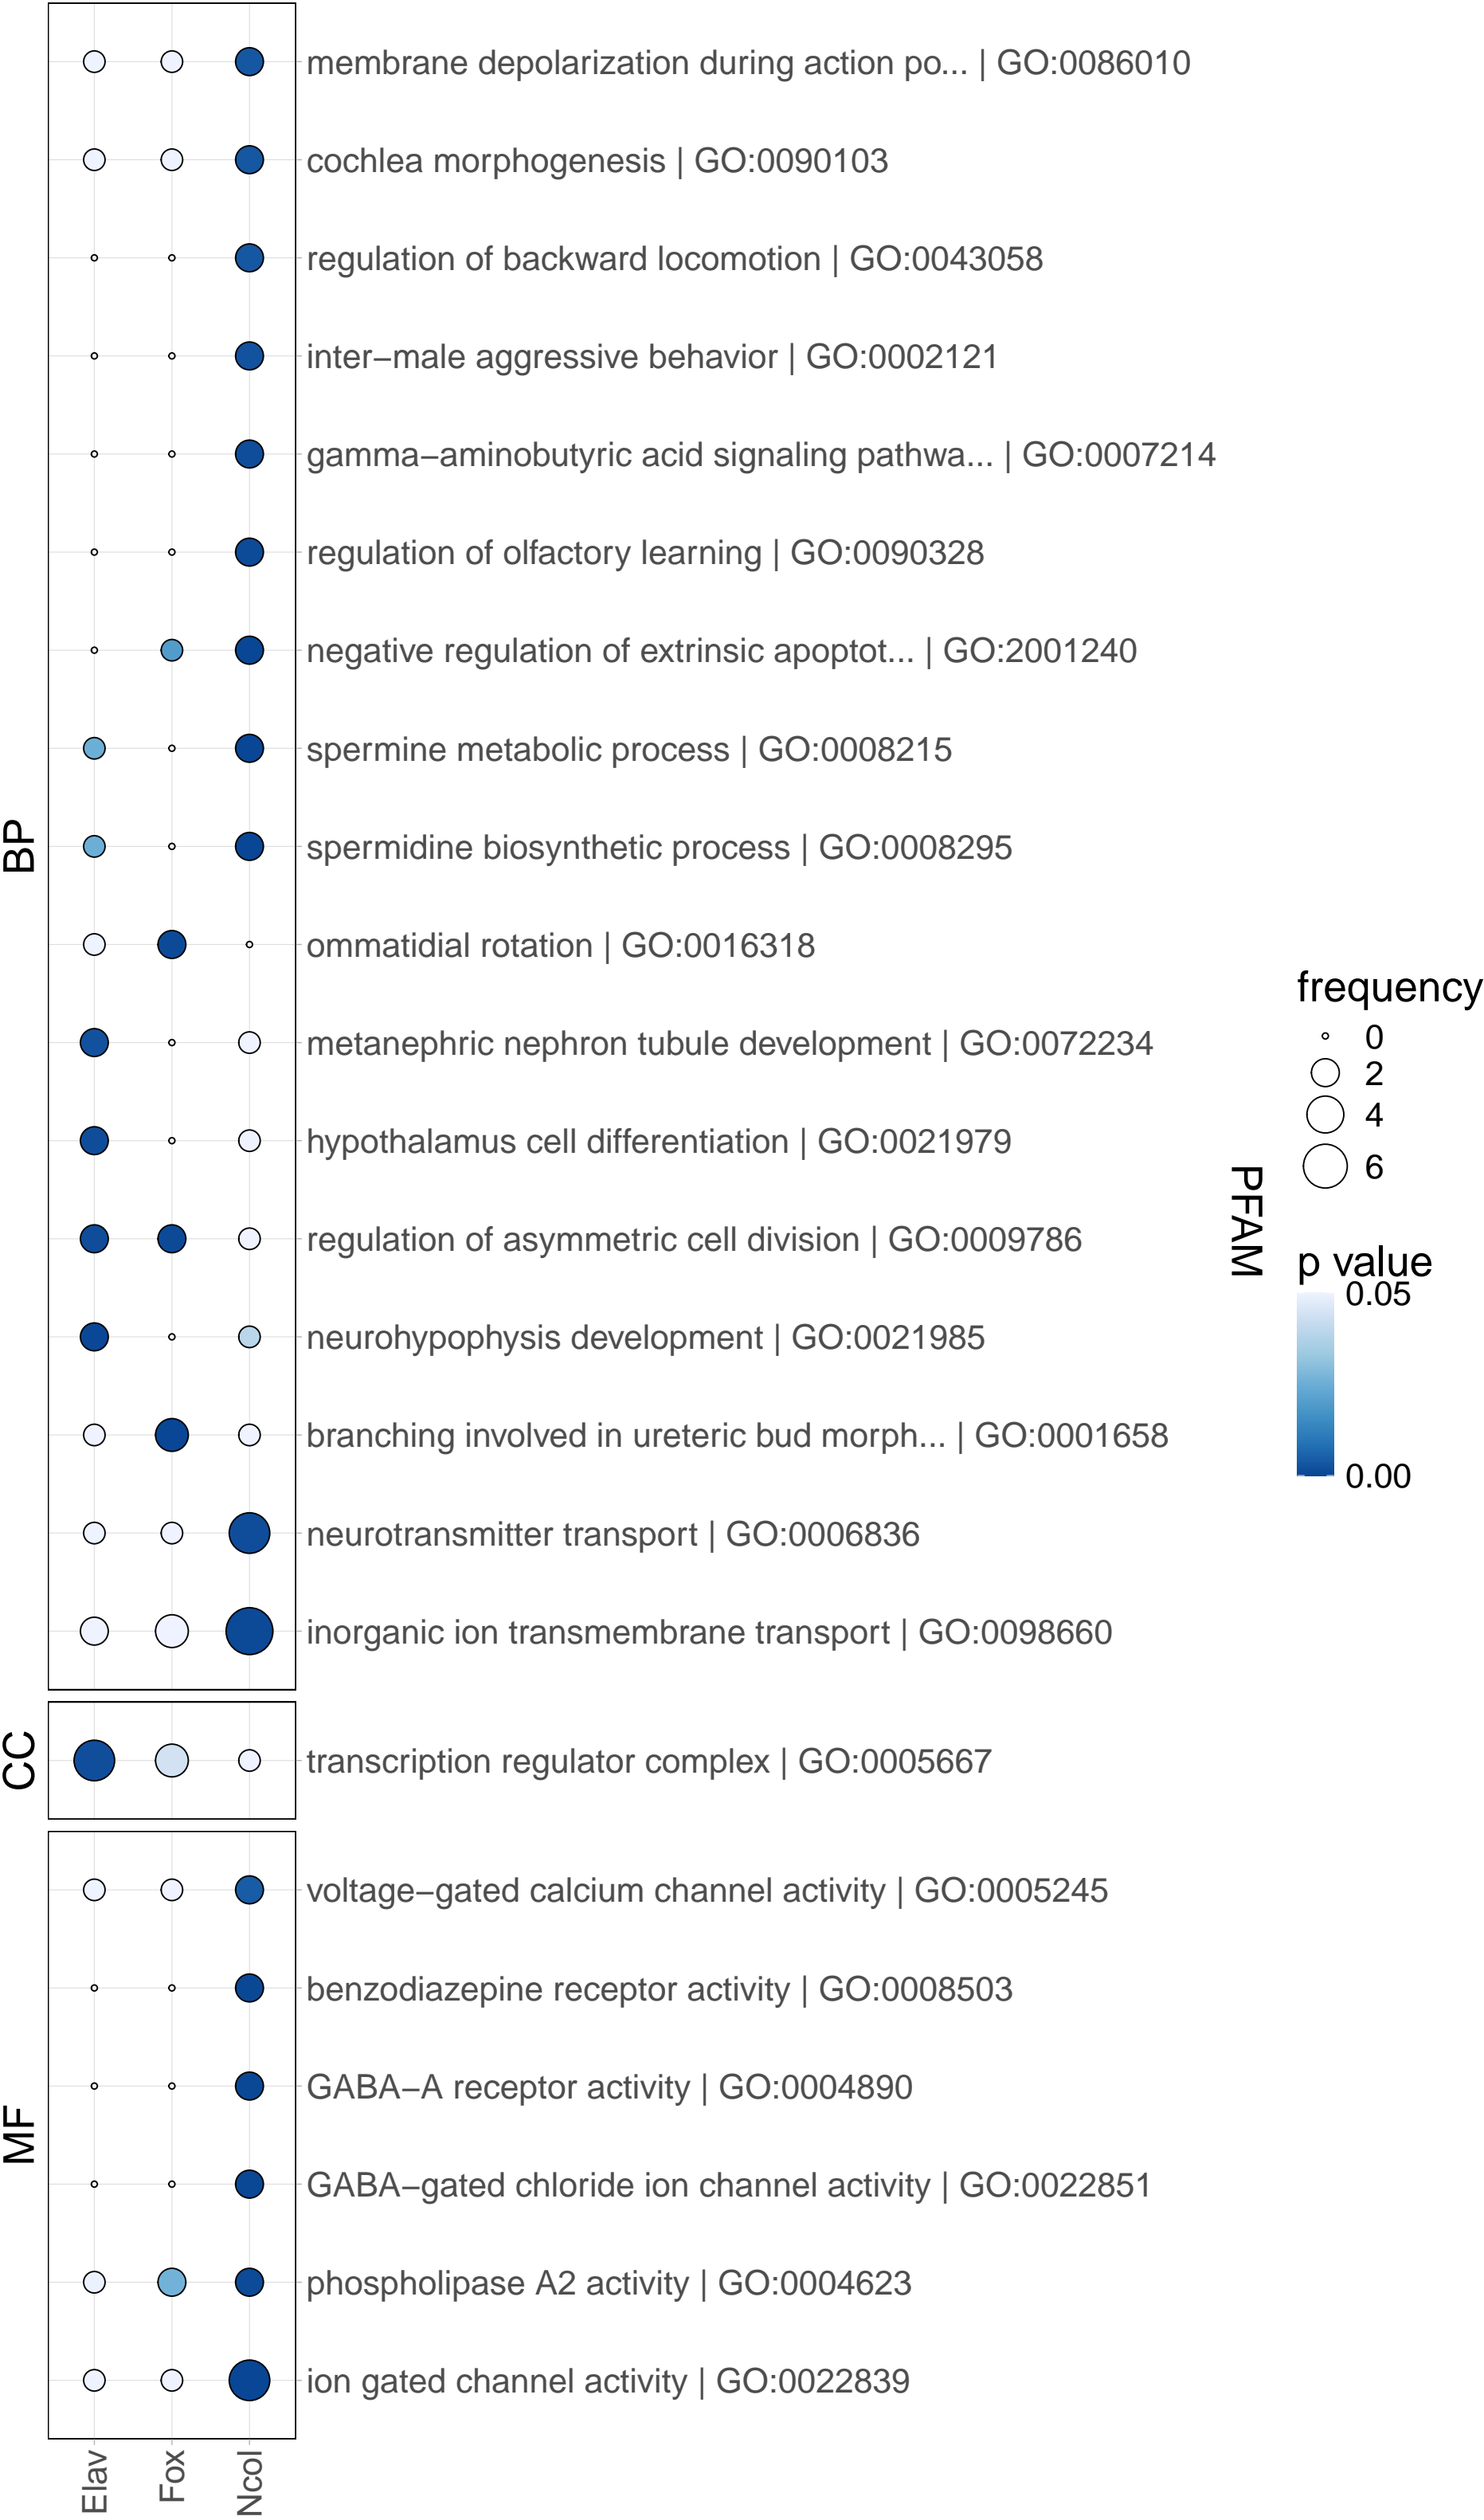 membrane depolarization during action po... | GO:0086010
cochlea morphogenesis | GO:0090103
regulation of backward locomotion | GO:0043058
inter−male aggressive behavior | GO:0002121
gamma−aminobutyric acid signaling pathwa... | GO:0007214
regulation of olfactory learning | GO:0090328
negative regulation of extrinsic apoptot... | GO:2001240
spermine metabolic process | GO:0008215
spermidine biosynthetic process | GO:0008295
ommatidial rotation | GO:0016318
metanephric nephron tubule development | GO:0072234
hypothalamus cell differentiation | GO:0021979
regulation of asymmetric cell division | GO:0009786
neurohypophysis development | GO:0021985
branching involved in ureteric bud morph... | GO:0001658
neurotransmitter transport | GO:0006836
inorganic ion transmembrane transport | GO:0098660
BP
transcription regulator complex | GO:0005667
CC
voltage−gated calcium channel activity | GO:0005245
benzodiazepine receptor activity | GO:0008503
GABA−A receptor activity | GO:0004890
GABA−gated chloride ion channel activity | GO:0022851
phospholipase A2 activity | GO:0004623
ion gated channel activity | GO:0022839
MF
Elav
Fox
Ncol
PFAM
frequency
0
2
4
6
p value
0.05
0.00